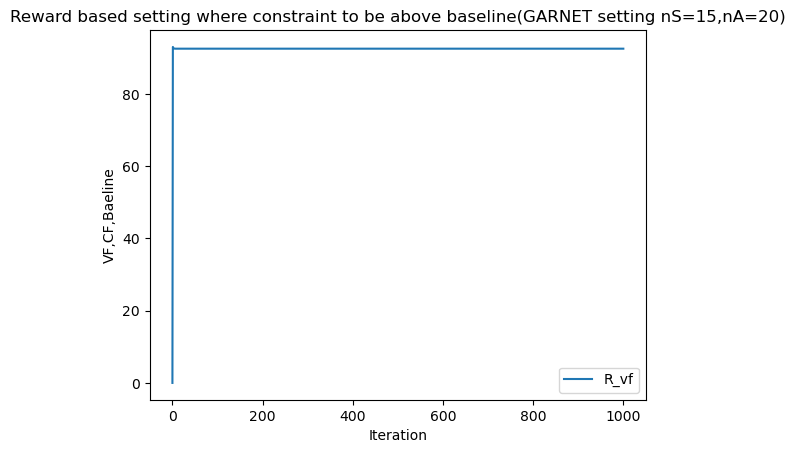 Reward based setting where constraint to be above baseline(GARNET setting nS=15,nA=20)
VF,CF,Baeline
80
60
40
20
0
0 200 400 600 800 1000
Iteration
R_vf